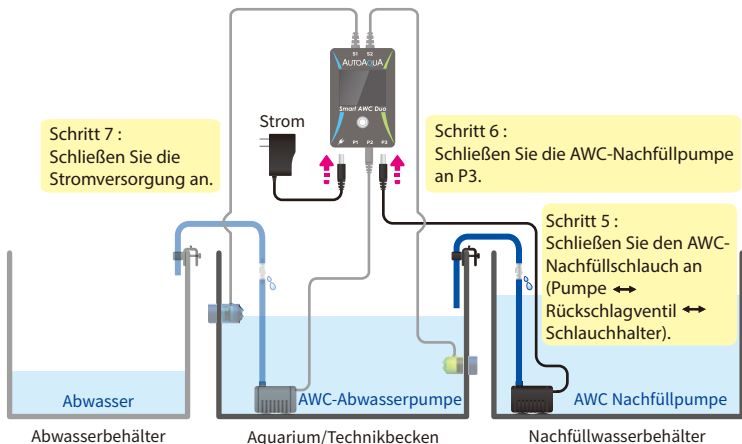 S1 S2
AUTOAQUA
Smart AWC Duo
P1 P2 P3
Strom
Schritt 7 :
Schließen Sie die
Stromversorgung an.
Schritt 6 :
Schließen Sie die AWC-Nachfüllpumpe
an P3.
Schritt 5 :
Schließen Sie den AWC-
Nachfüllschlauch an
(Pumpe ↔
Rückschlagventil ↔
Schlauchhalter).
Abwasser
AWC-Abwasserpumpe
AWC Nachfüllpumpe
Abwasserbehälter
Aquarium/Technikbecken
Nachfüllwasserbehälter